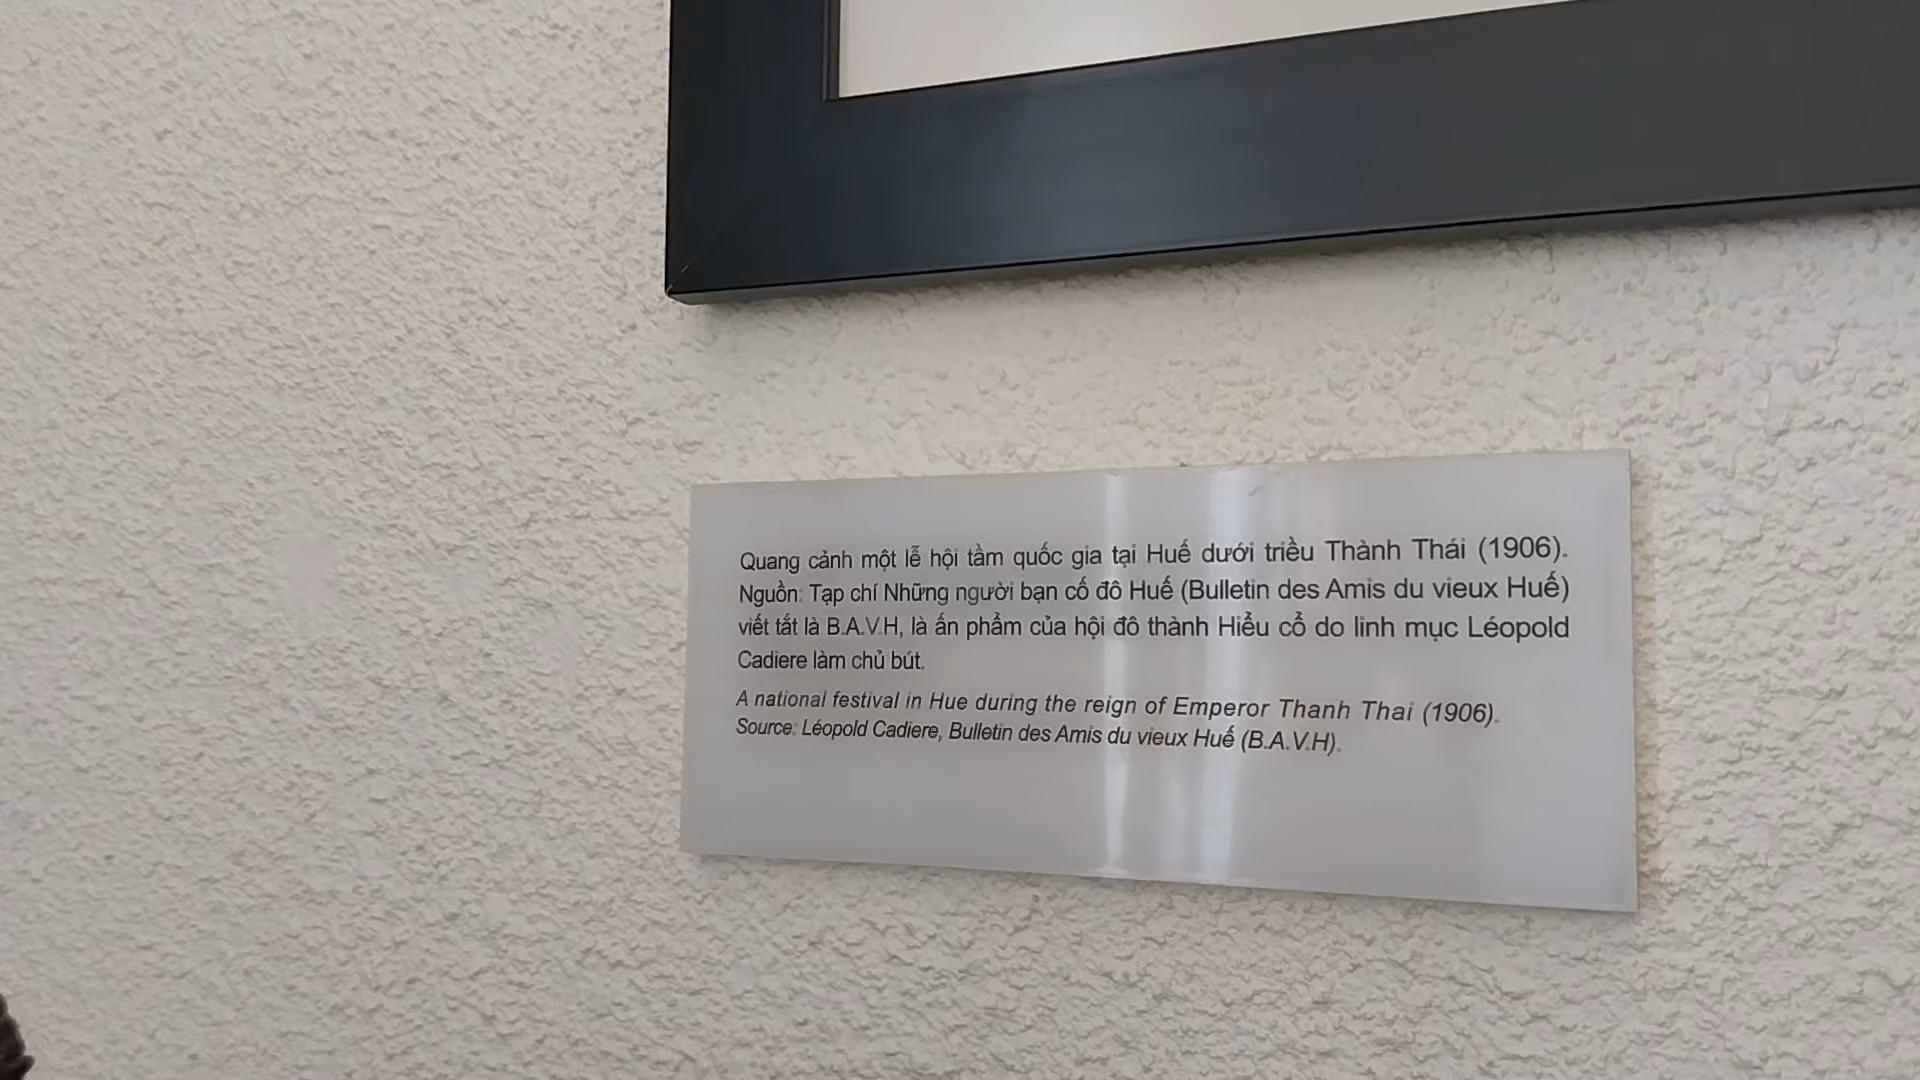 Quang cảnh một lễ hội tầm quốc gia tại Huế dưới triều Thành Thái (1906).
Nguồn: Tạp chí Những người bạn cố đô Huế (Bulletin des Amis du vieux Huế)
viết tắt là B.A.V.H, là ấn phẩm của hội đô thành Hiểu cổ do linh mục Léopold
Cadiere làm chủ bút.
A national festival in Hue during the reign of Emperor Thanh Thai (1906).
Source: Léopold Cadiere, Bulletin des Amis du vieux Huế (B.A.V.H).